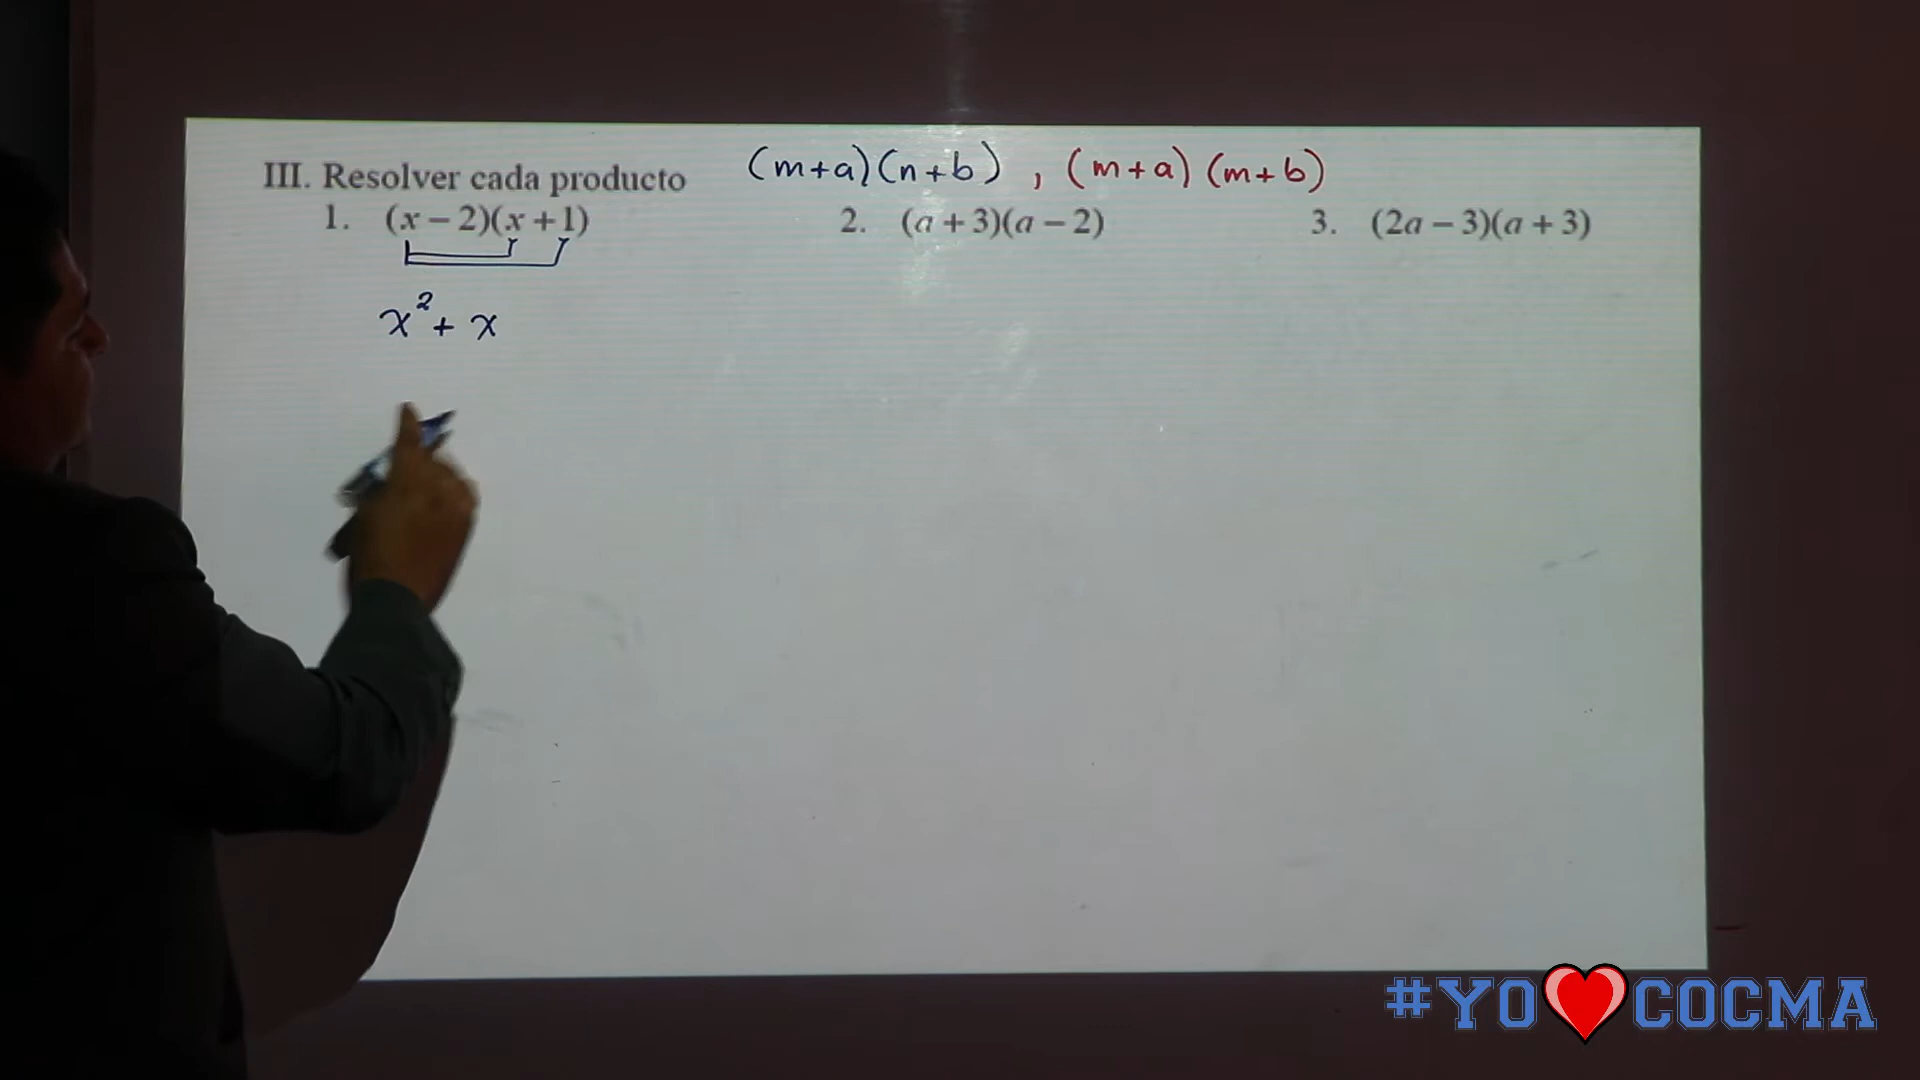 III. Resolver cada producto (m+a)(n+b) , (m+a)(m+b)
1. (x − 2)(x + 1) 2. (a + 3)(a − 2) 3. (2a − 3)(a + 3)
x² + x
#YO❤COCMA